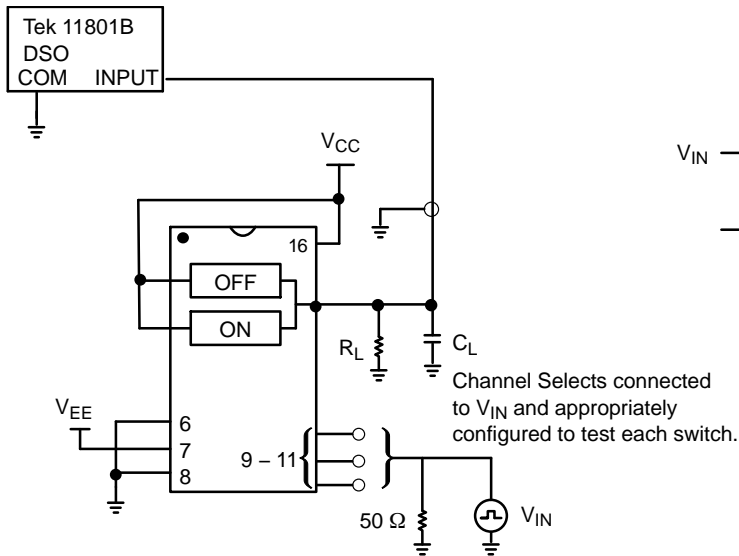 Tek 11801B
DSO
COM INPUT
V_CC
V_IN
16
OFF
ON
R_L
C_L
Channel Selects connected
to V_IN and appropriately
configured to test each switch.
V_EE
6
7
8
9 – 11
50 Ω
V_IN